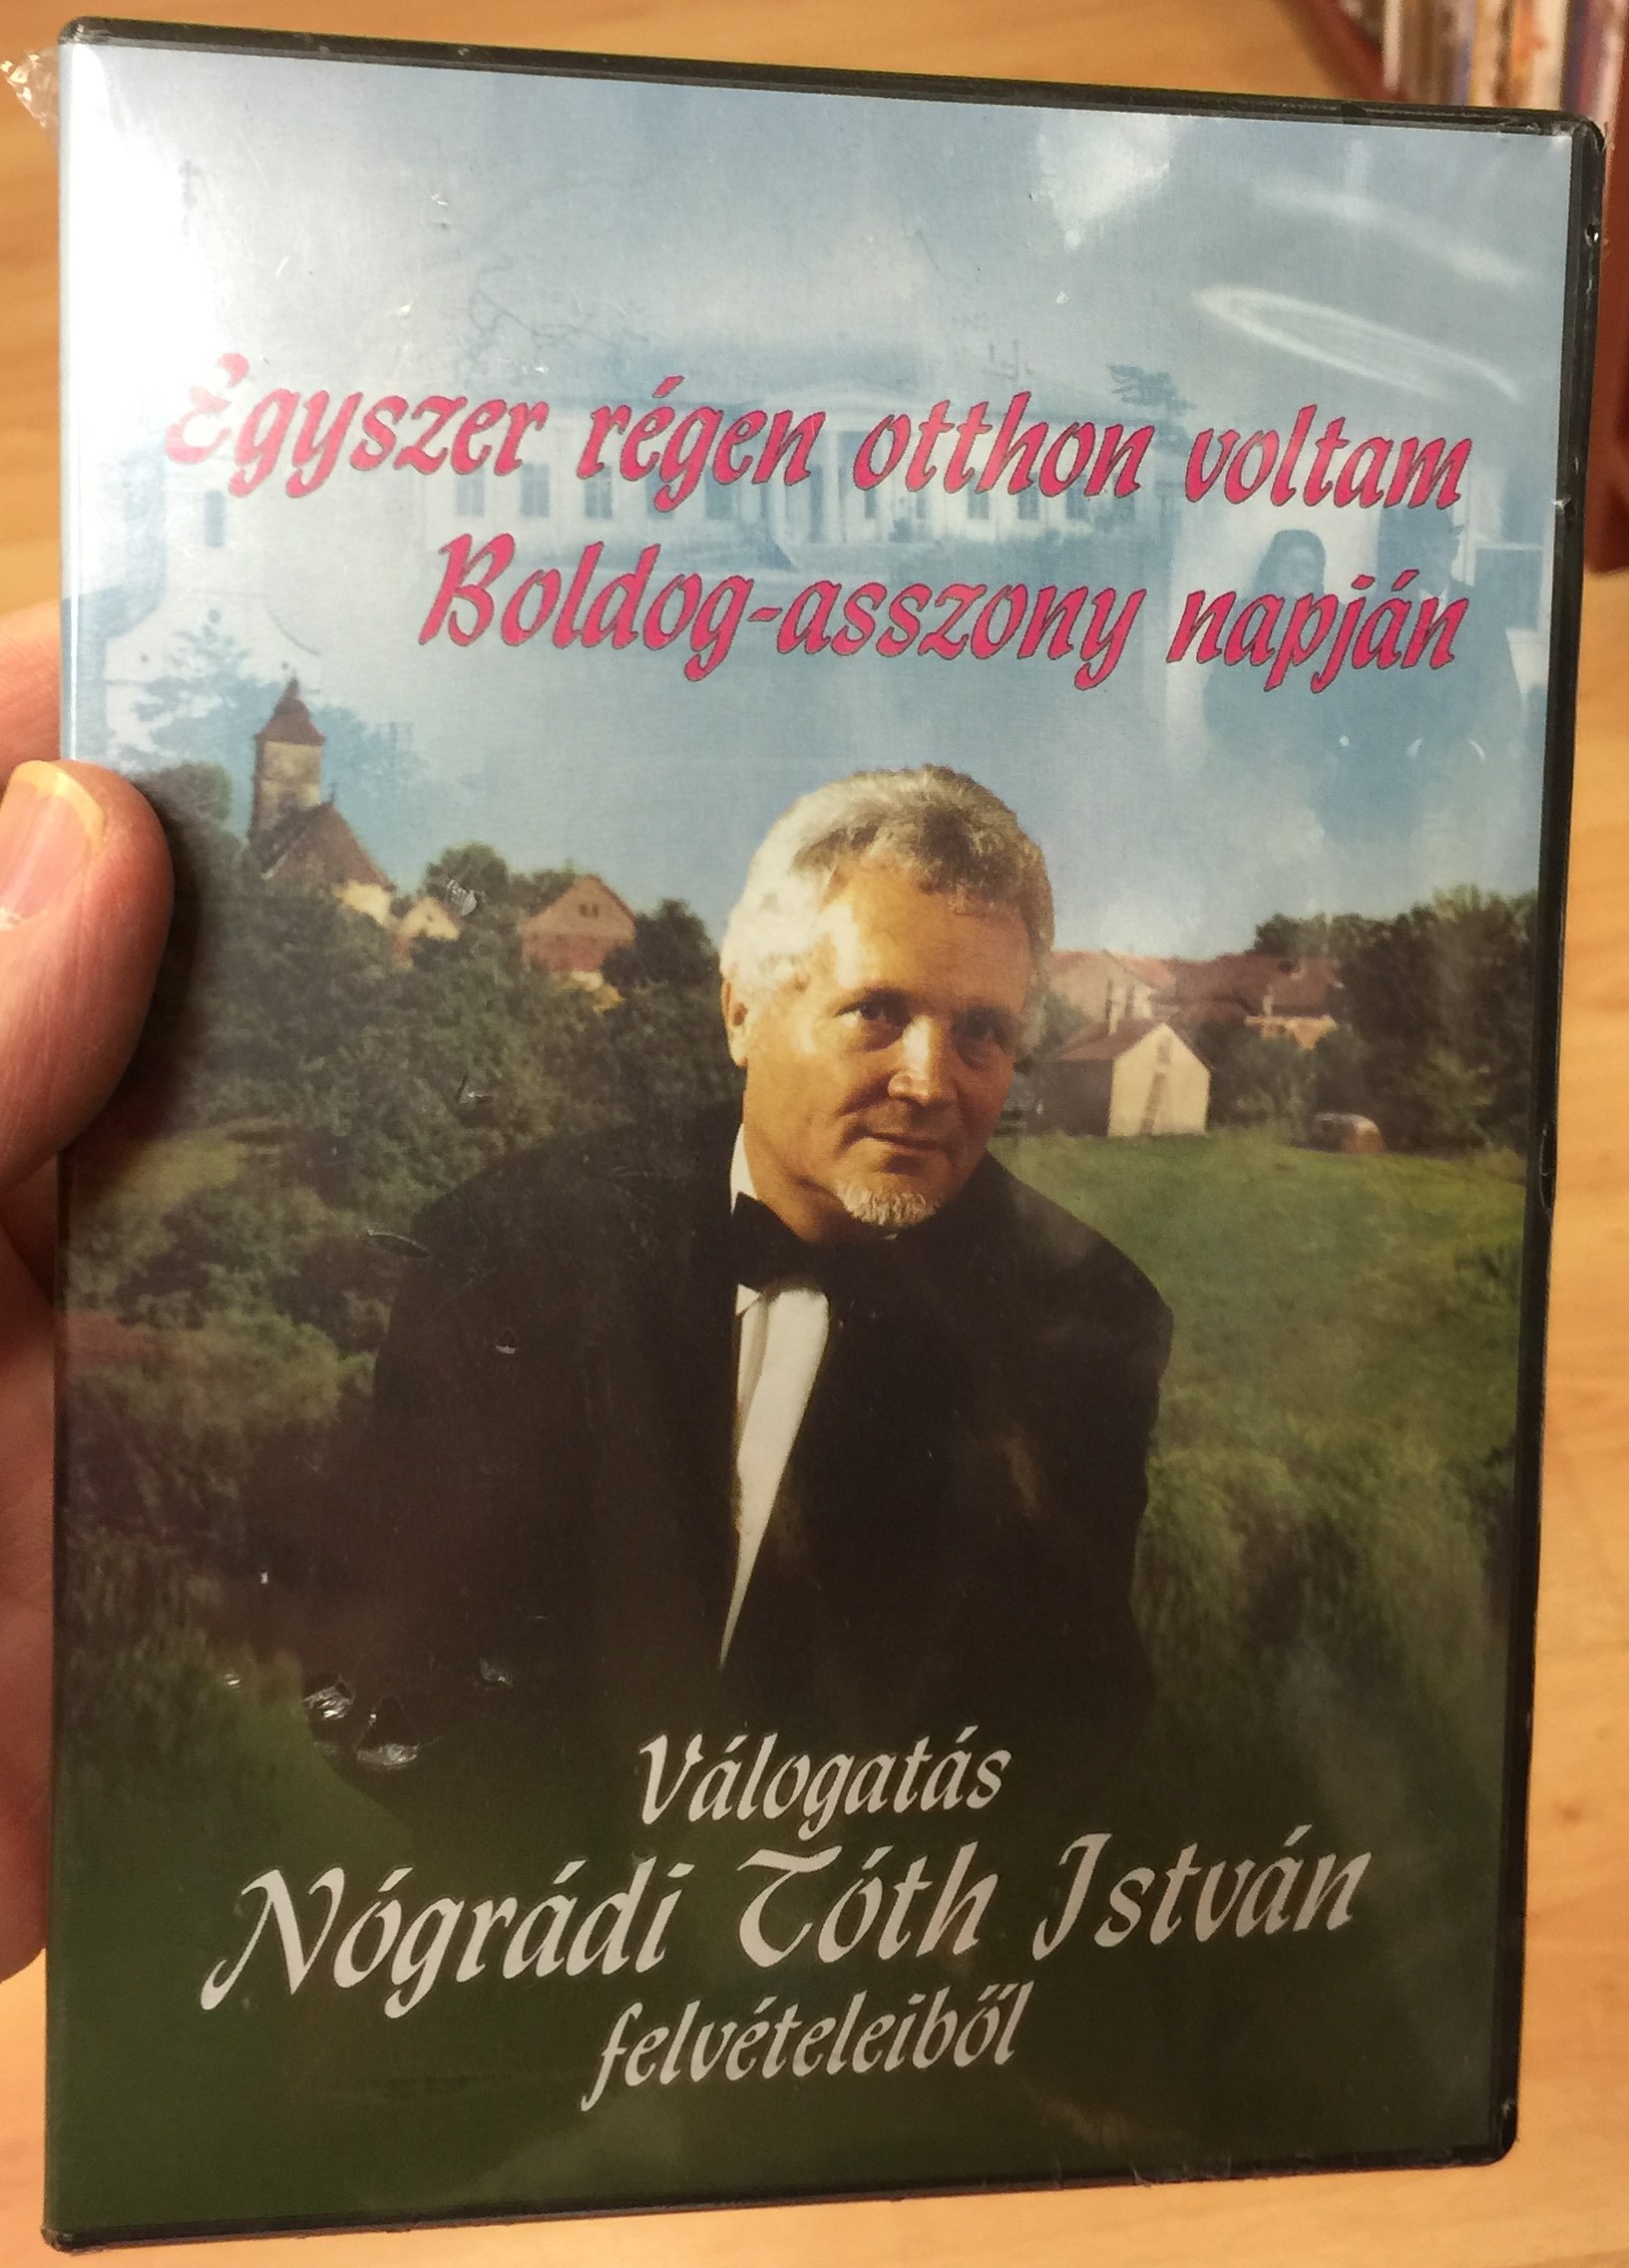 Egyszer régen otthon voltam
Boldog-asszony napján
Válogatás
Nógrádi Tóth István
felvételeiből